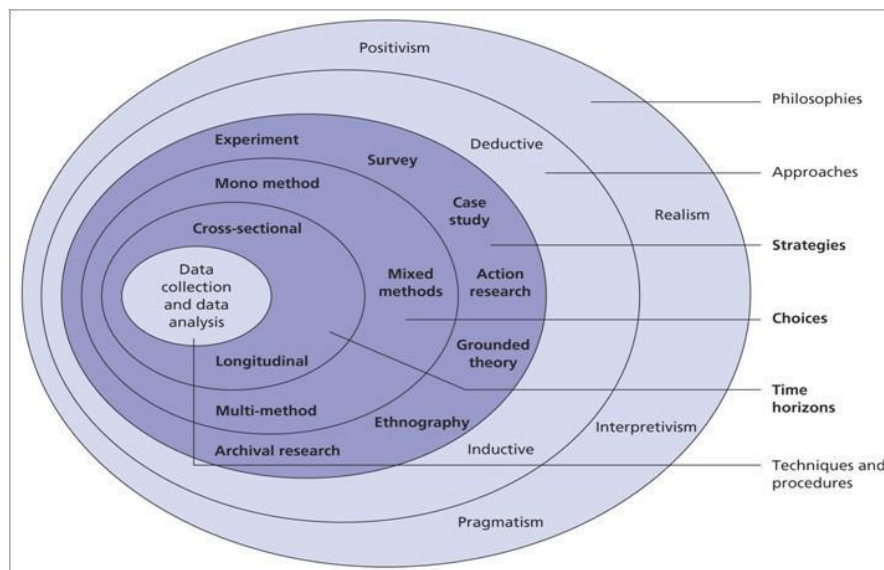 Positivism
Philosophies
Experiment
Deductive
Survey
Approaches
Mono method
Case
study
Realism
Cross-sectional
Strategies
Data
collection
and data
analysis
Mixed
methods
Action
research
Choices
Longitudinal
Grounded
theory
Time
horizons
Multi-method
Ethnography
Interpretivism
Archival research
Inductive
Techniques and
procedures
Pragmatism